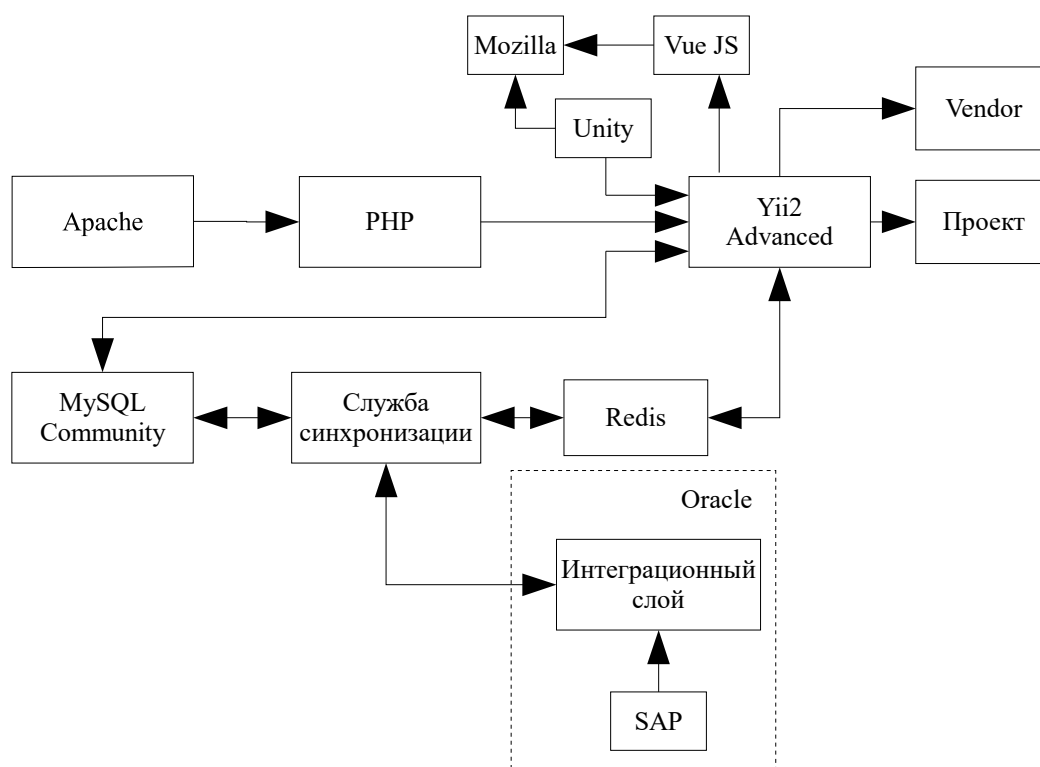 Mozilla
Vue JS
Unity
Vendor
Apache
PHP
Yii2
Advanced
Проект
MySQL
Community
Служба
синхронизации
Redis
Oracle
Интеграционный
слой
SAP